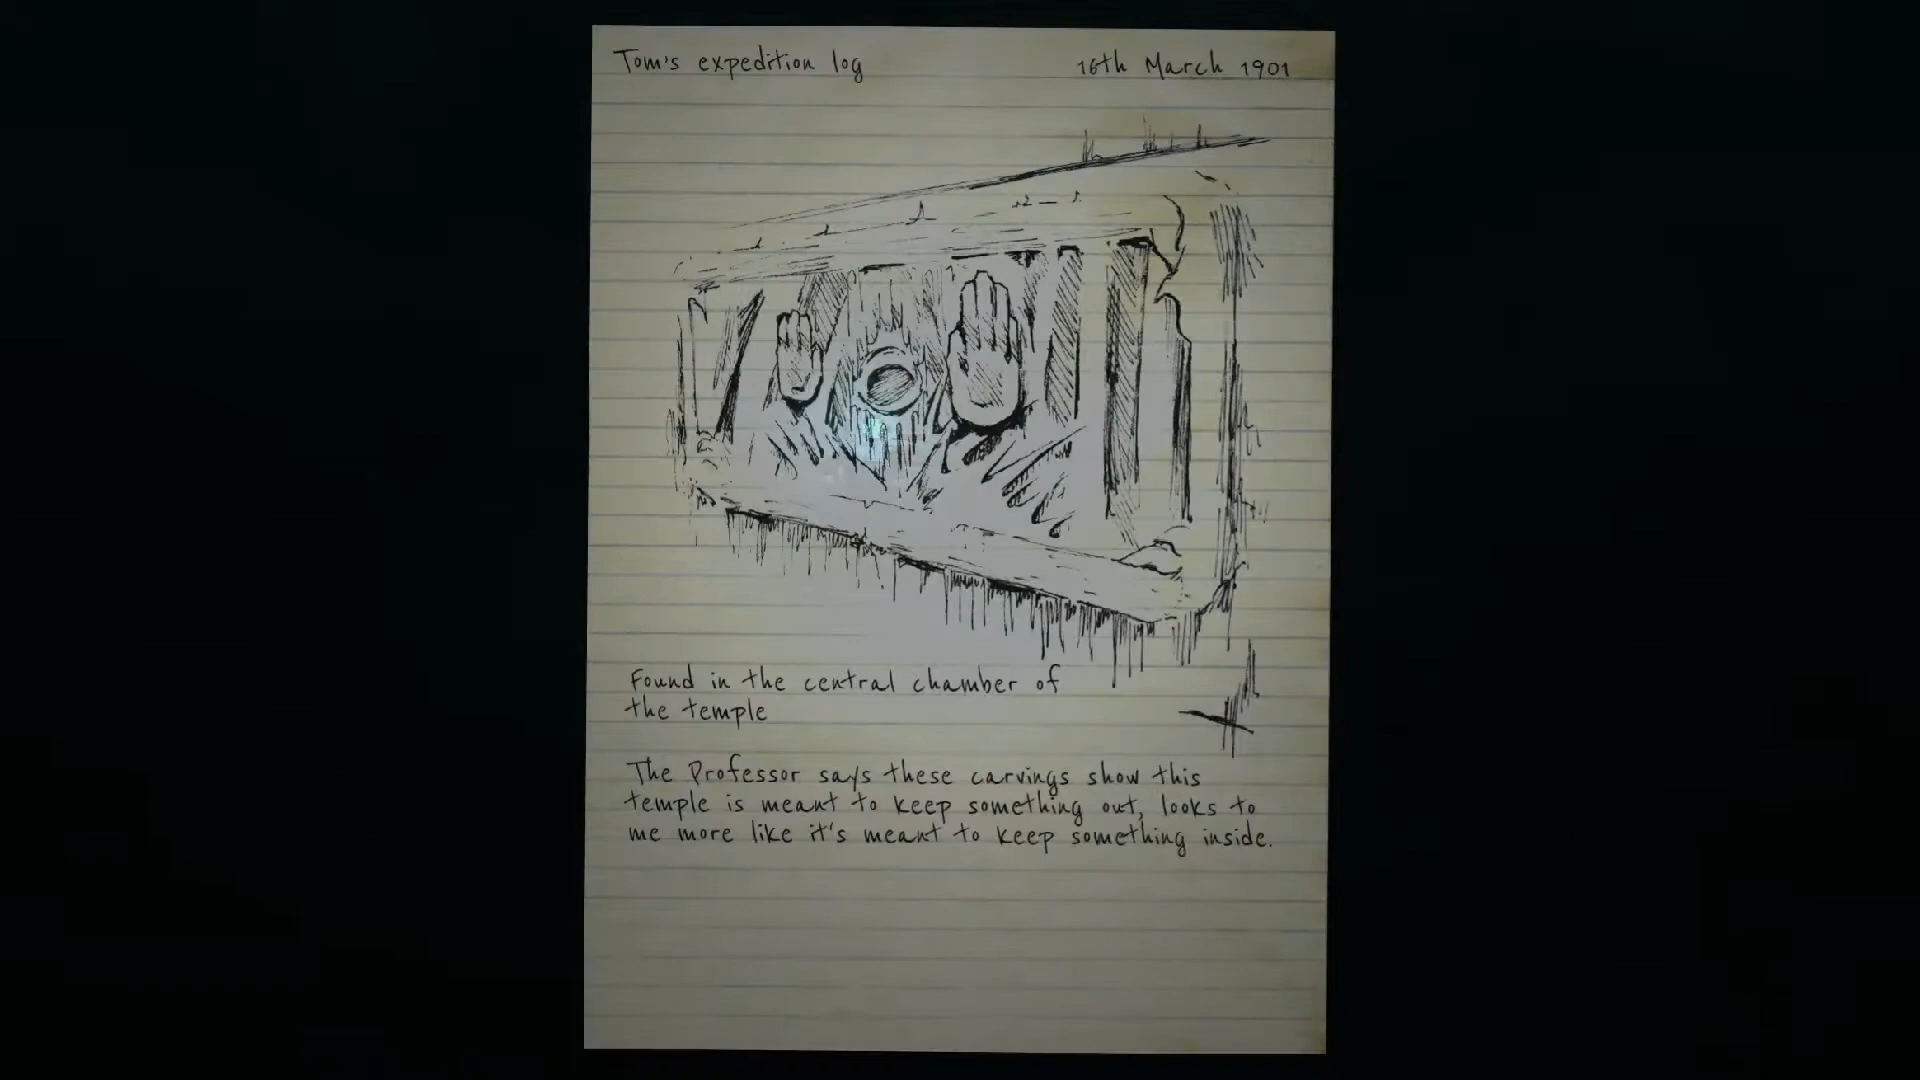 Tom's expedition log
16th March 1901
Found in the central chamber of
the temple
The Professor says these carvings show this
temple is meant to keep something out, looks to
me more like it's meant to keep something inside.